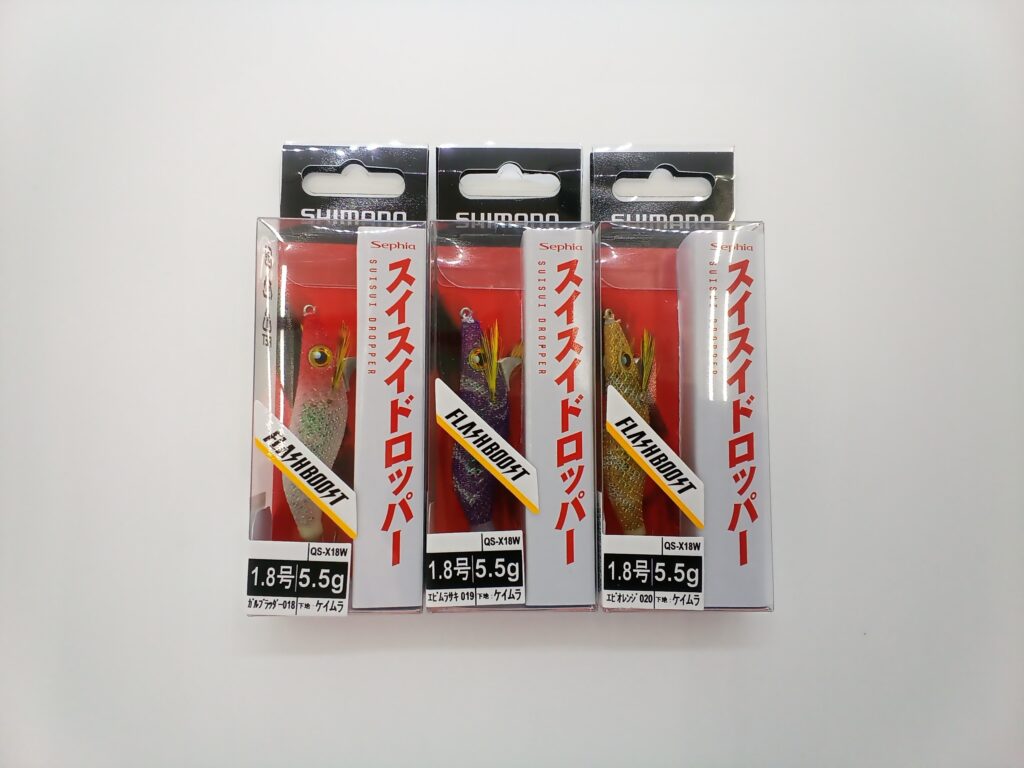 SHIMANO
Sephia
スイスイドロッパー
SUISUI DROPPER
FLASHBOOST
QS-X18W
1.8号 5.5g
下地:ケイムラ
SHIMANO
Sephia
スイスイドロッパー
SUISUI DROPPER
FLASHBOOST
QS-X18W
1.8号 5.5g
エビムラサキ 019 下地:ケイムラ
SHIMANO
Sephia
スイスイドロッパー
SUISUI DROPPER
FLASHBOOST
QS-X18W
1.8号 5.5g
エビオレンジ 020 下地:ケイムラ